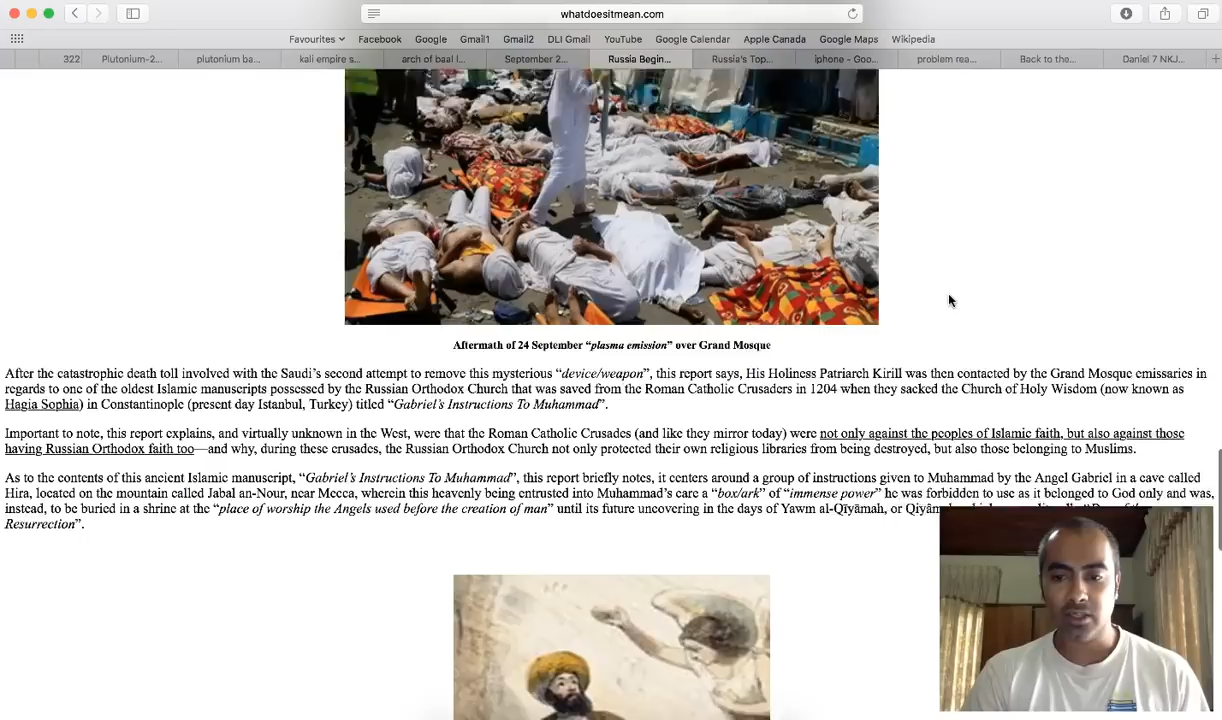 whatdoesitmean.com
Favourites Facebook Google Gmail1 Gmail2 DLI Gmail YouTube Google Calendar Apple Canada Google Maps Wikipedia
322 Plutonium-2... plutonium ba... kali empire s... arch of baal l... September 2... Russia Begin... Russia's Top... iphone - Goo... problem rea... Back to the... Daniel 7 NKJ...
Aftermath of 24 September “plasma emission” over Grand Mosque
After the catastrophic death toll involved with the Saudi’s second attempt to remove this mysterious “device/weapon”, this report says, His Holiness Patriarch Kirill was then contacted by the Grand Mosque emissaries in
regards to one of the oldest Islamic manuscripts possessed by the Russian Orthodox Church that was saved from the Roman Catholic Crusaders in 1204 when they sacked the Church of Holy Wisdom (now known as
Hagia Sophia) in Constantinople (present day Istanbul, Turkey) titled “Gabriel’s Instructions To Muhammad”.
Important to note, this report explains, and virtually unknown in the West, were that the Roman Catholic Crusades (and like they mirror today) were not only against the peoples of Islamic faith, but also against those
having Russian Orthodox faith too—and why, during these crusades, the Russian Orthodox Church not only protected their own religious libraries from being destroyed, but also those belonging to Muslims.
As to the contents of this ancient Islamic manuscript, “Gabriel’s Instructions To Muhammad”, this report briefly notes, it centers around a group of instructions given to Muhammad by the Angel Gabriel in a cave called
Hira, located on the mountain called Jabal an-Nour, near Mecca, wherein this heavenly being entrusted into Muhammad’s care a “box/ark” of “immense power” he was forbidden to use as it belonged to God only and was,
instead, to be buried in a shrine at the “place of worship the Angels used before the creation of man” until its future uncovering in the days of Yawm al-Qīyāmah, or
Resurrection”.